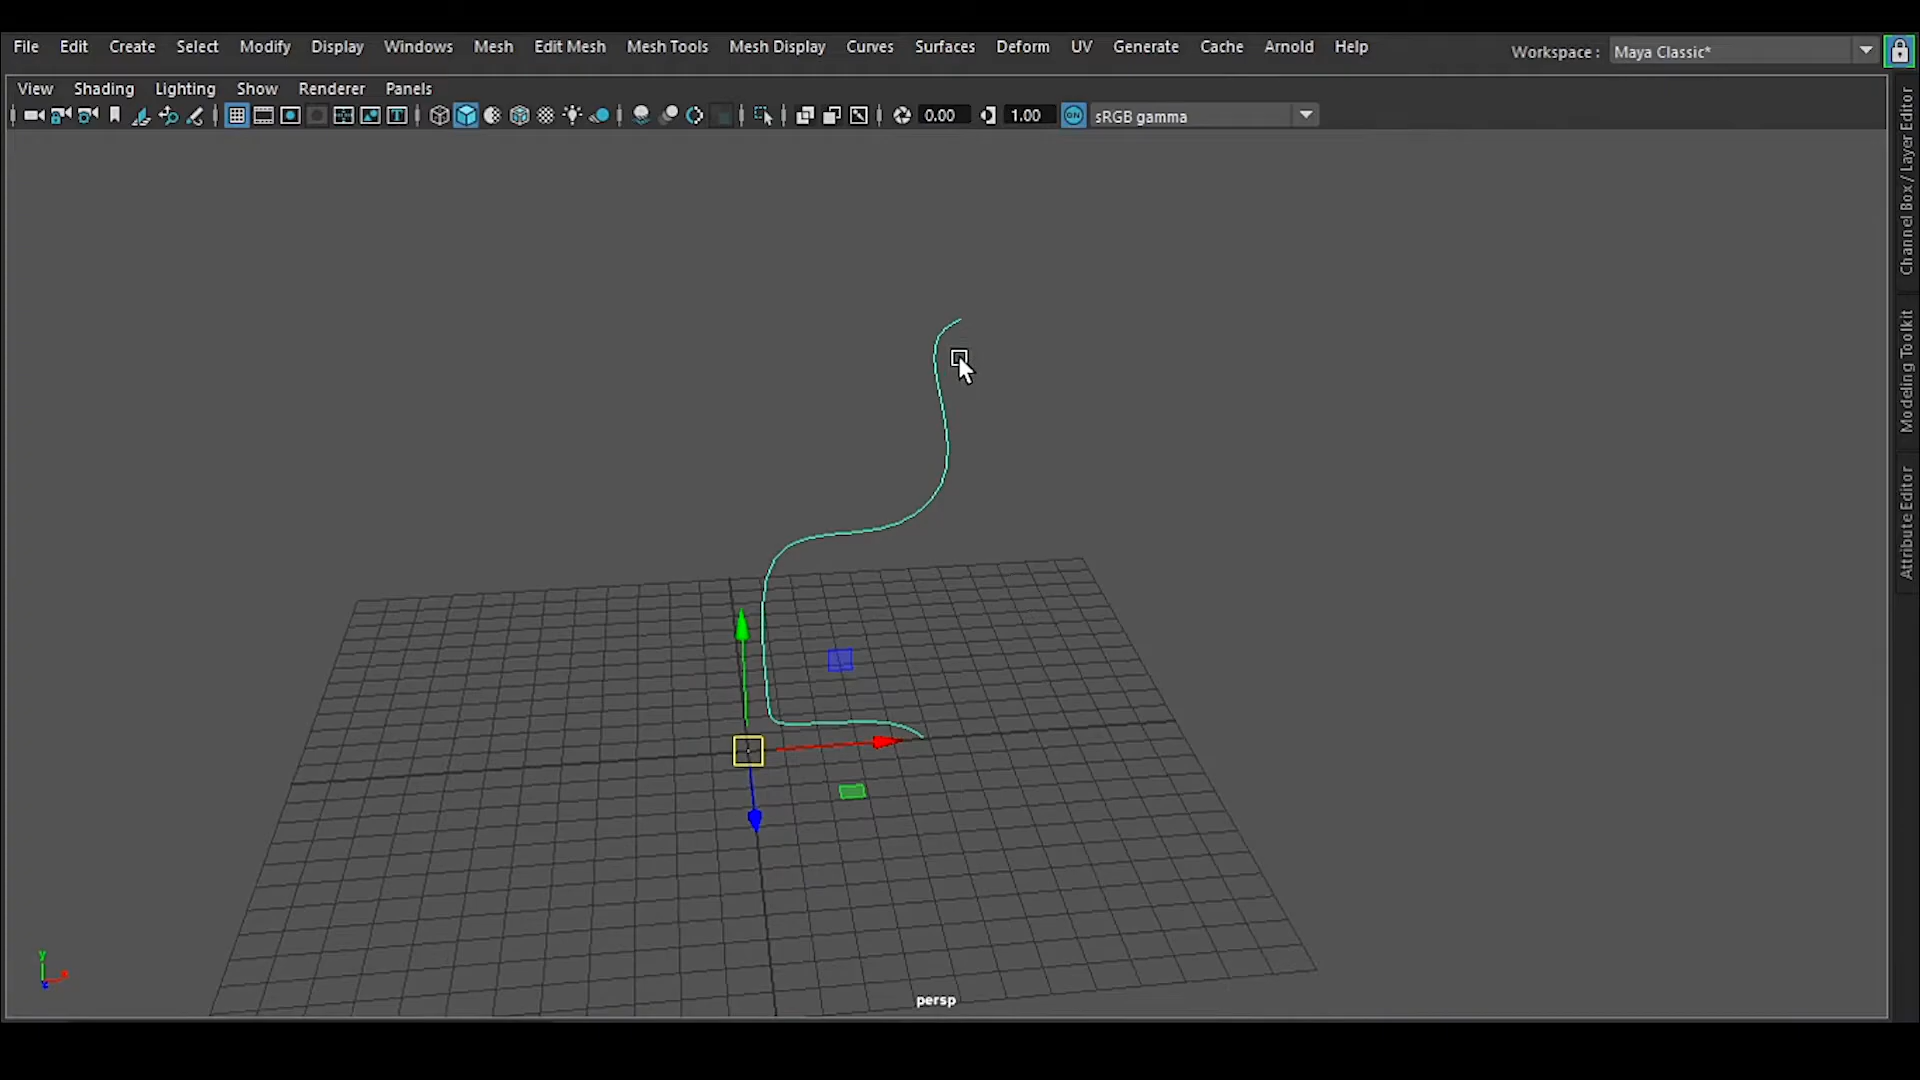 File Edit Create Select Modify Display Windows Mesh Edit Mesh Mesh Tools Mesh Display Curves Surfaces Deform UV Generate Cache Arnold Help Workspace : Maya Classic*
View Shading Lighting Show Renderer Panels
0.00 1.00 ON sRGB gamma
Channel Box / Layer Editor
Modeling Toolkit
Attribute Editor
y
persp